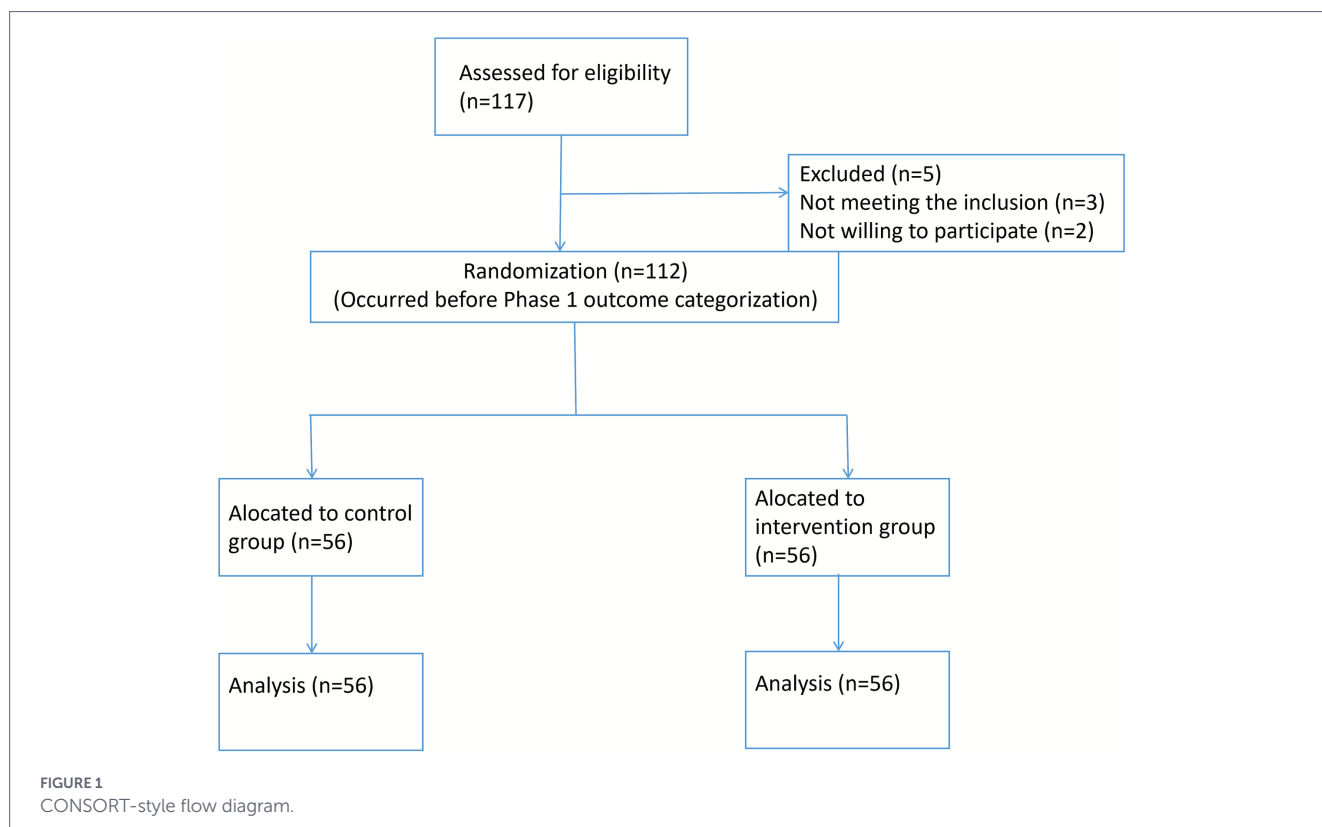 Assessed for eligibility
(n=117)
Excluded (n=5)
Not meeting the inclusion (n=3)
Not willing to participate (n=2)
Randomization (n=112)
(Occurred before Phase 1 outcome categorization)
Alocated to control
group (n=56)
Alocated to
intervention group
(n=56)
Analysis (n=56)
Analysis (n=56)
FIGURE 1
CONSORT-style flow diagram.